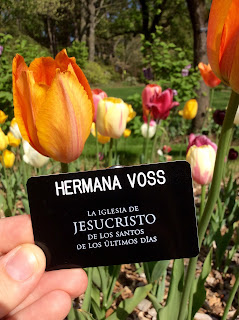 HERMANA VOSS
LA IGLESIA DE
JESUCRISTO
DE LOS SANTOS
DE LOS ÚLTIMOS DÍAS